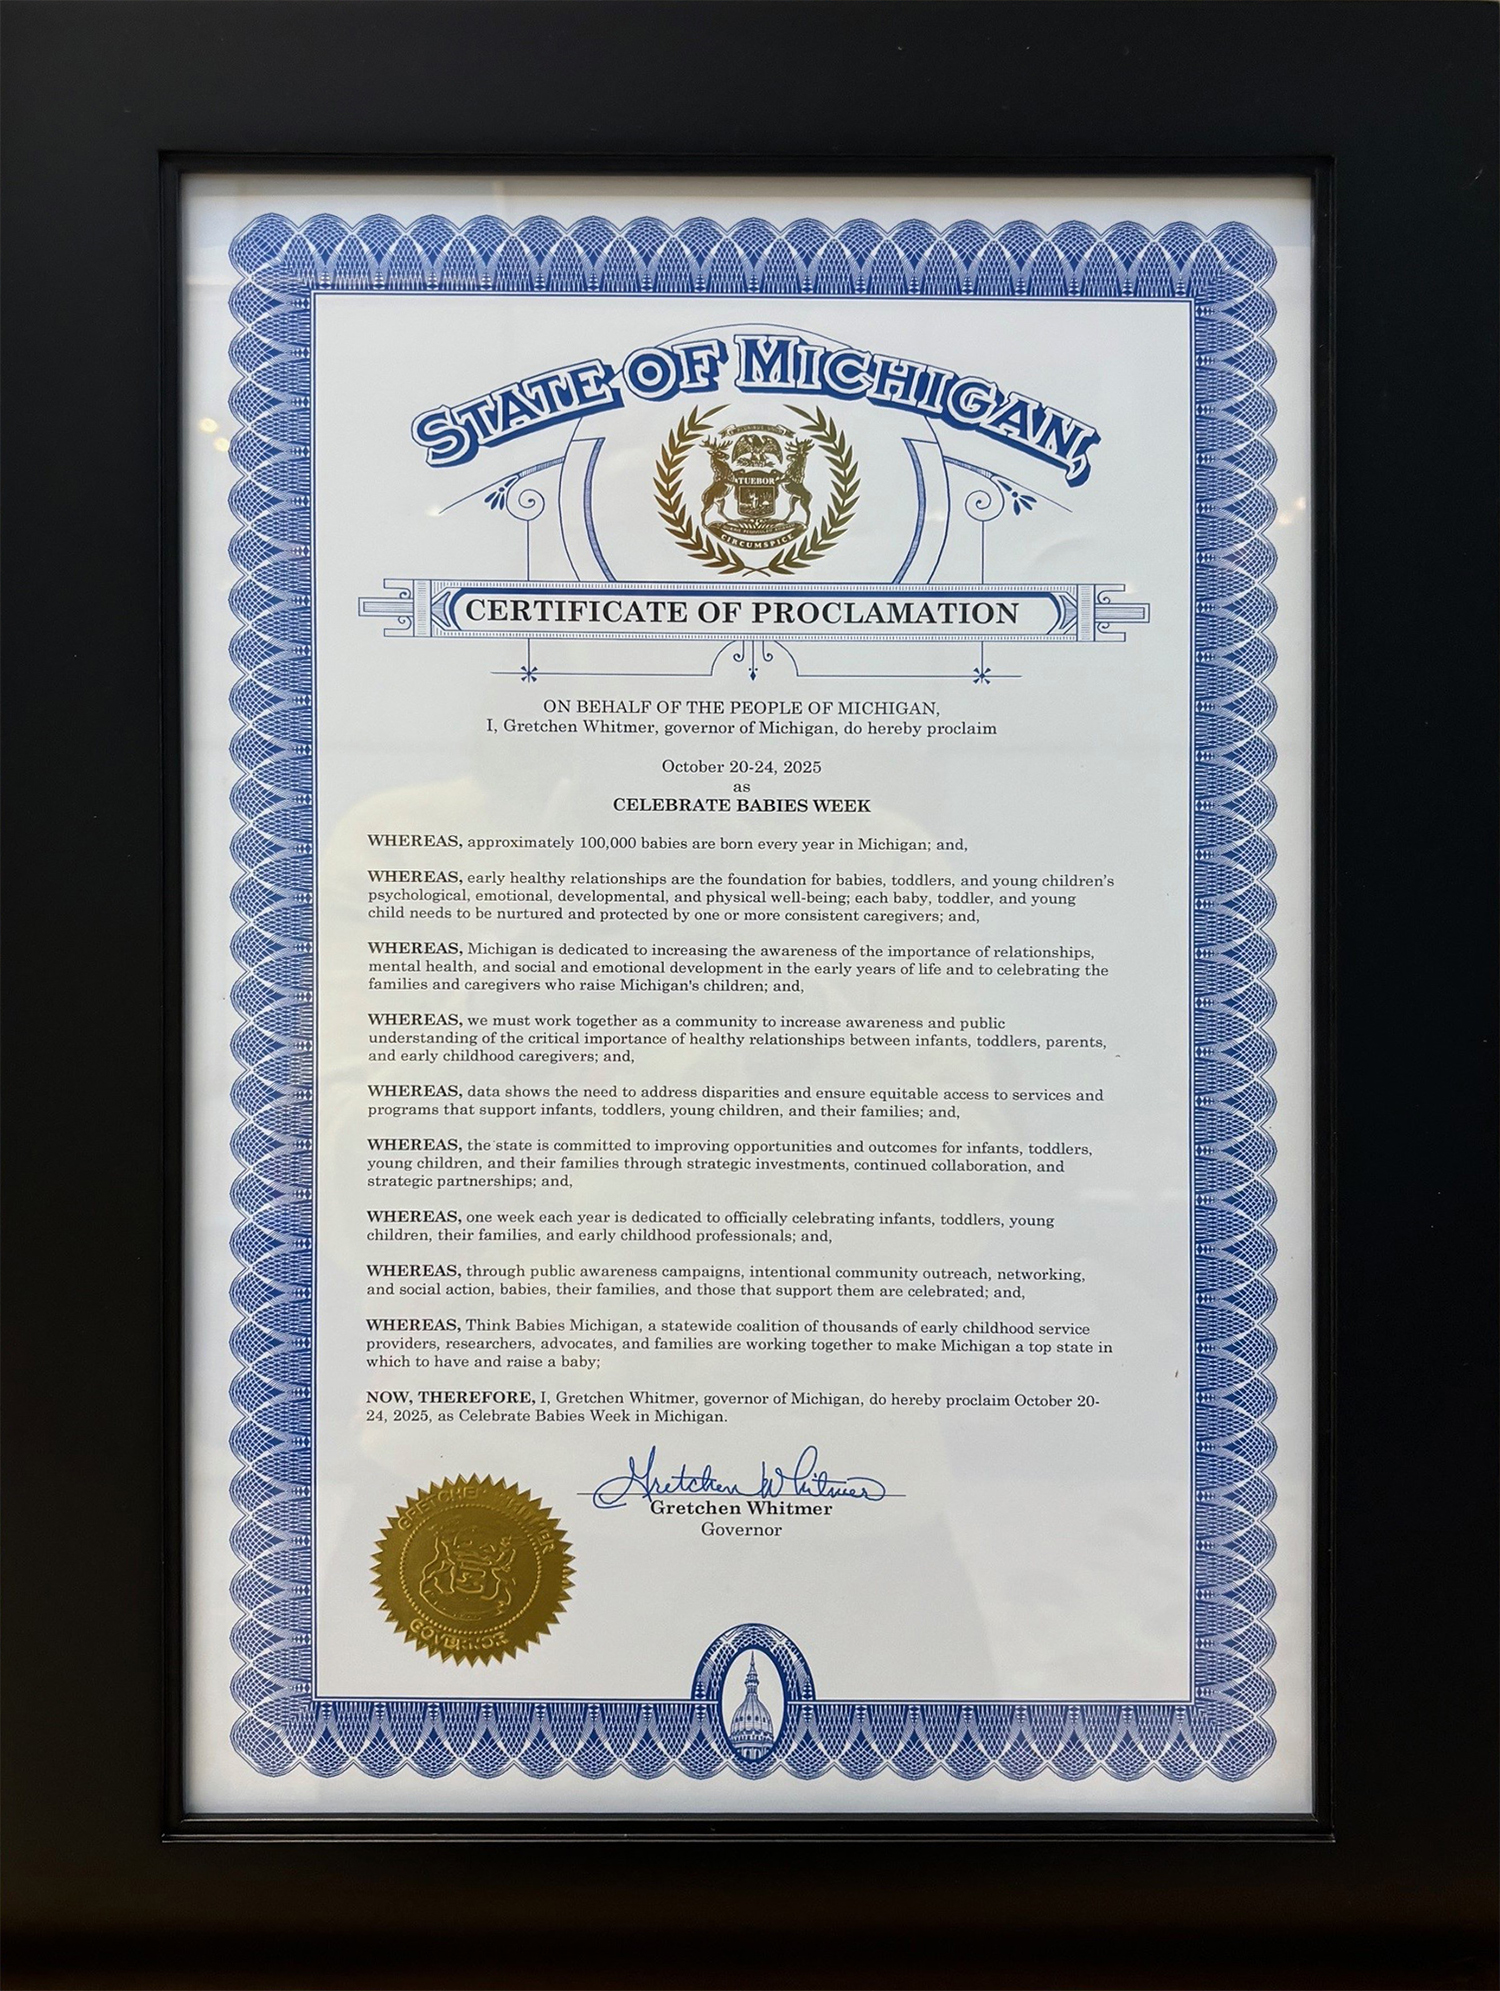 STATE OF MICHIGAN,
TUEBOR
CIRCUMSPICE
CERTIFICATE OF PROCLAMATION
ON BEHALF OF THE PEOPLE OF MICHIGAN,
I, Gretchen Whitmer, governor of Michigan, do hereby proclaim
October 20-24, 2025
as
CELEBRATE BABIES WEEK
WHEREAS, approximately 100,000 babies are born every year in Michigan; and,
WHEREAS, early healthy relationships are the foundation for babies, toddlers, and young children's
psychological, emotional, developmental, and physical well-being; each baby, toddler, and young
child needs to be nurtured and protected by one or more consistent caregivers; and,
WHEREAS, Michigan is dedicated to increasing the awareness of the importance of relationships,
mental health, and social and emotional development in the early years of life and to celebrating the
families and caregivers who raise Michigan's children; and,
WHEREAS, we must work together as a community to increase awareness and public
understanding of the critical importance of healthy relationships between infants, toddlers, parents,
and early childhood caregivers; and,
WHEREAS, data shows the need to address disparities and ensure equitable access to services and
programs that support infants, toddlers, young children, and their families; and,
WHEREAS, the state is committed to improving opportunities and outcomes for infants, toddlers,
young children, and their families through strategic investments, continued collaboration, and
strategic partnerships; and,
WHEREAS, one week each year is dedicated to officially celebrating infants, toddlers, young
children, their families, and early childhood professionals; and,
WHEREAS, through public awareness campaigns, intentional community outreach, networking,
and social action, babies, their families, and those that support them are celebrated; and,
WHEREAS, Think Babies Michigan, a statewide coalition of thousands of early childhood service
providers, researchers, advocates, and families are working together to make Michigan a top state in
which to have and raise a baby;
NOW, THEREFORE, I, Gretchen Whitmer, governor of Michigan, do hereby proclaim October 20-
24, 2025, as Celebrate Babies Week in Michigan.
Gretchen Whitmer
Gretchen Whitmer
Governor
GRETCHEN WHITMER
GOVERNOR